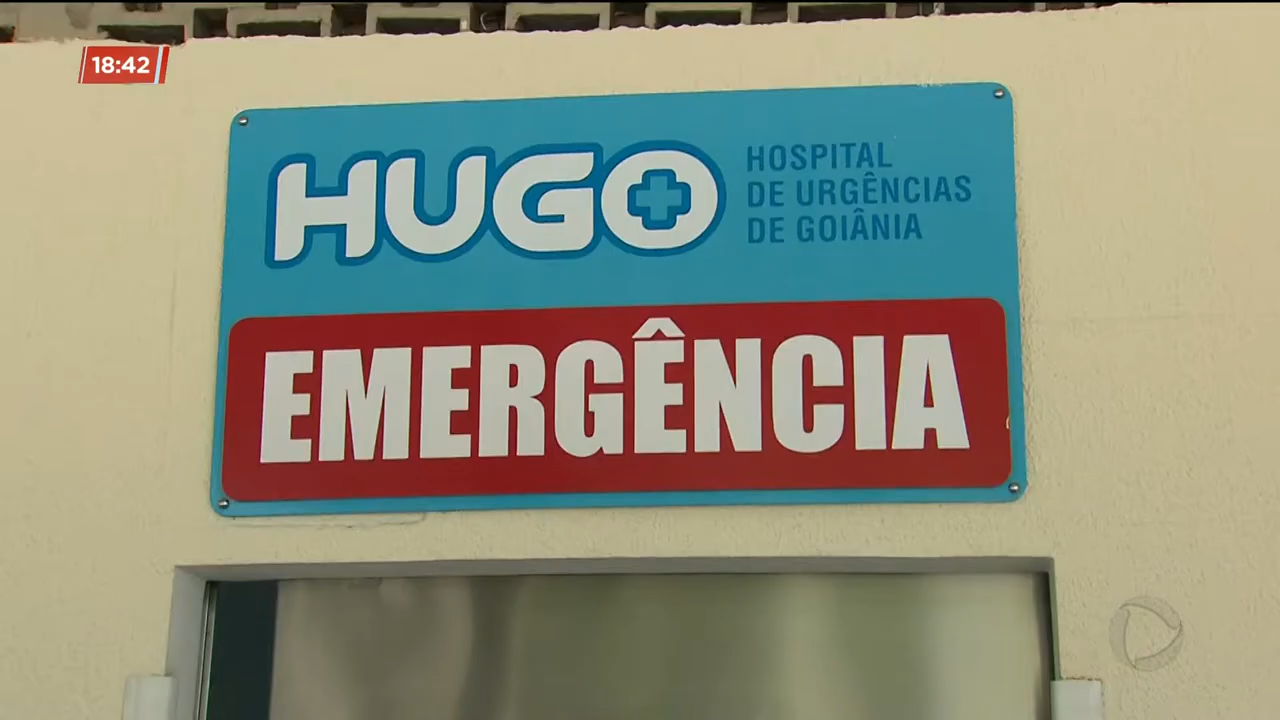 18:42
HUGO
HOSPITAL
DE URGÊNCIAS
DE GOIÂNIA
EMERGÊNCIA